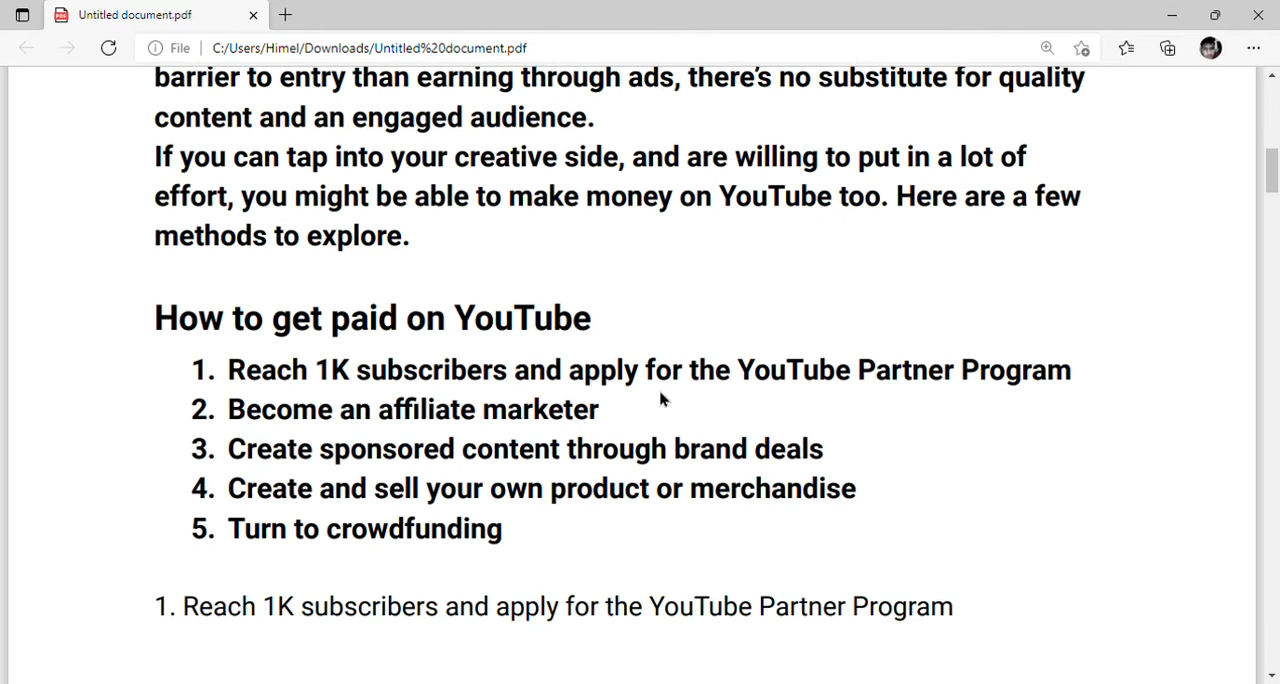 Untitled document.pdf
File
C:/Users/Himel/Downloads/Untitled%20document.pdf
barrier to entry than earning through ads, there's no substitute for quality
content and an engaged audience.
If you can tap into your creative side, and are willing to put in a lot of
effort, you might be able to make money on YouTube too. Here are a few
methods to explore.
How to get paid on YouTube
1. Reach 1K subscribers and apply for the YouTube Partner Program
2. Become an affiliate marketer
3. Create sponsored content through brand deals
4. Create and sell your own product or merchandise
5. Turn to crowdfunding
1. Reach 1K subscribers and apply for the YouTube Partner Program